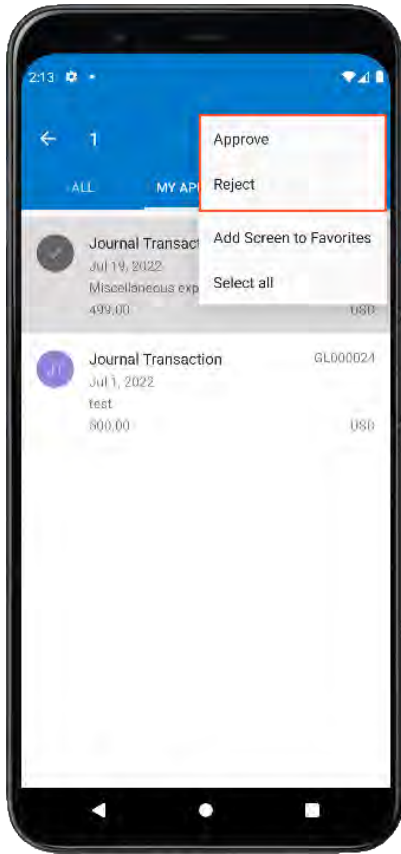 2:13
1
Approve
Reject
ALL
MY AP
Add Screen to Favorites
Select all
Journal Transact
Jul 19, 2022
Miscellaneous exp
499.00
USD
JT
Journal Transaction
GL000024
Jul 1, 2022
test
500.00
USD